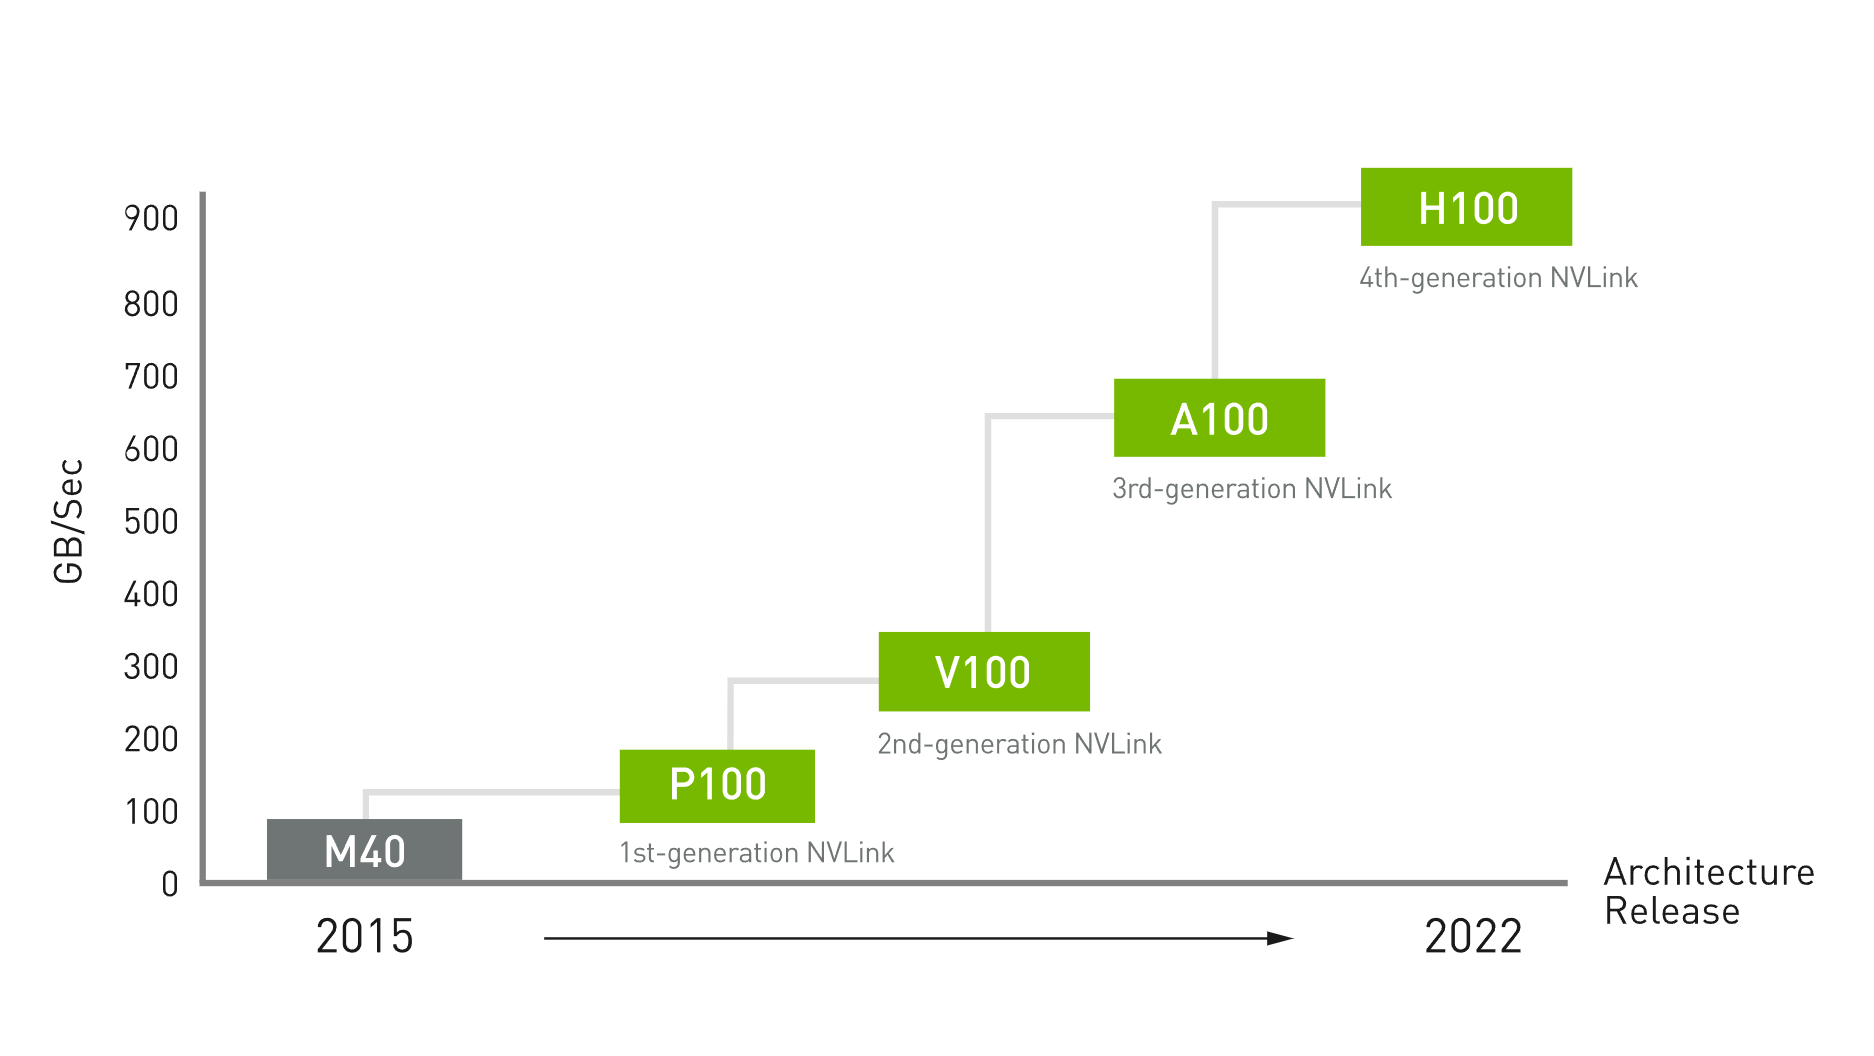 900
800
700
600
500
400
300
200
100
0
GB/Sec
H100
4th-generation NVLink
A100
3rd-generation NVLink
V100
2nd-generation NVLink
P100
1st-generation NVLink
M40
2015
2022
Architecture
Release